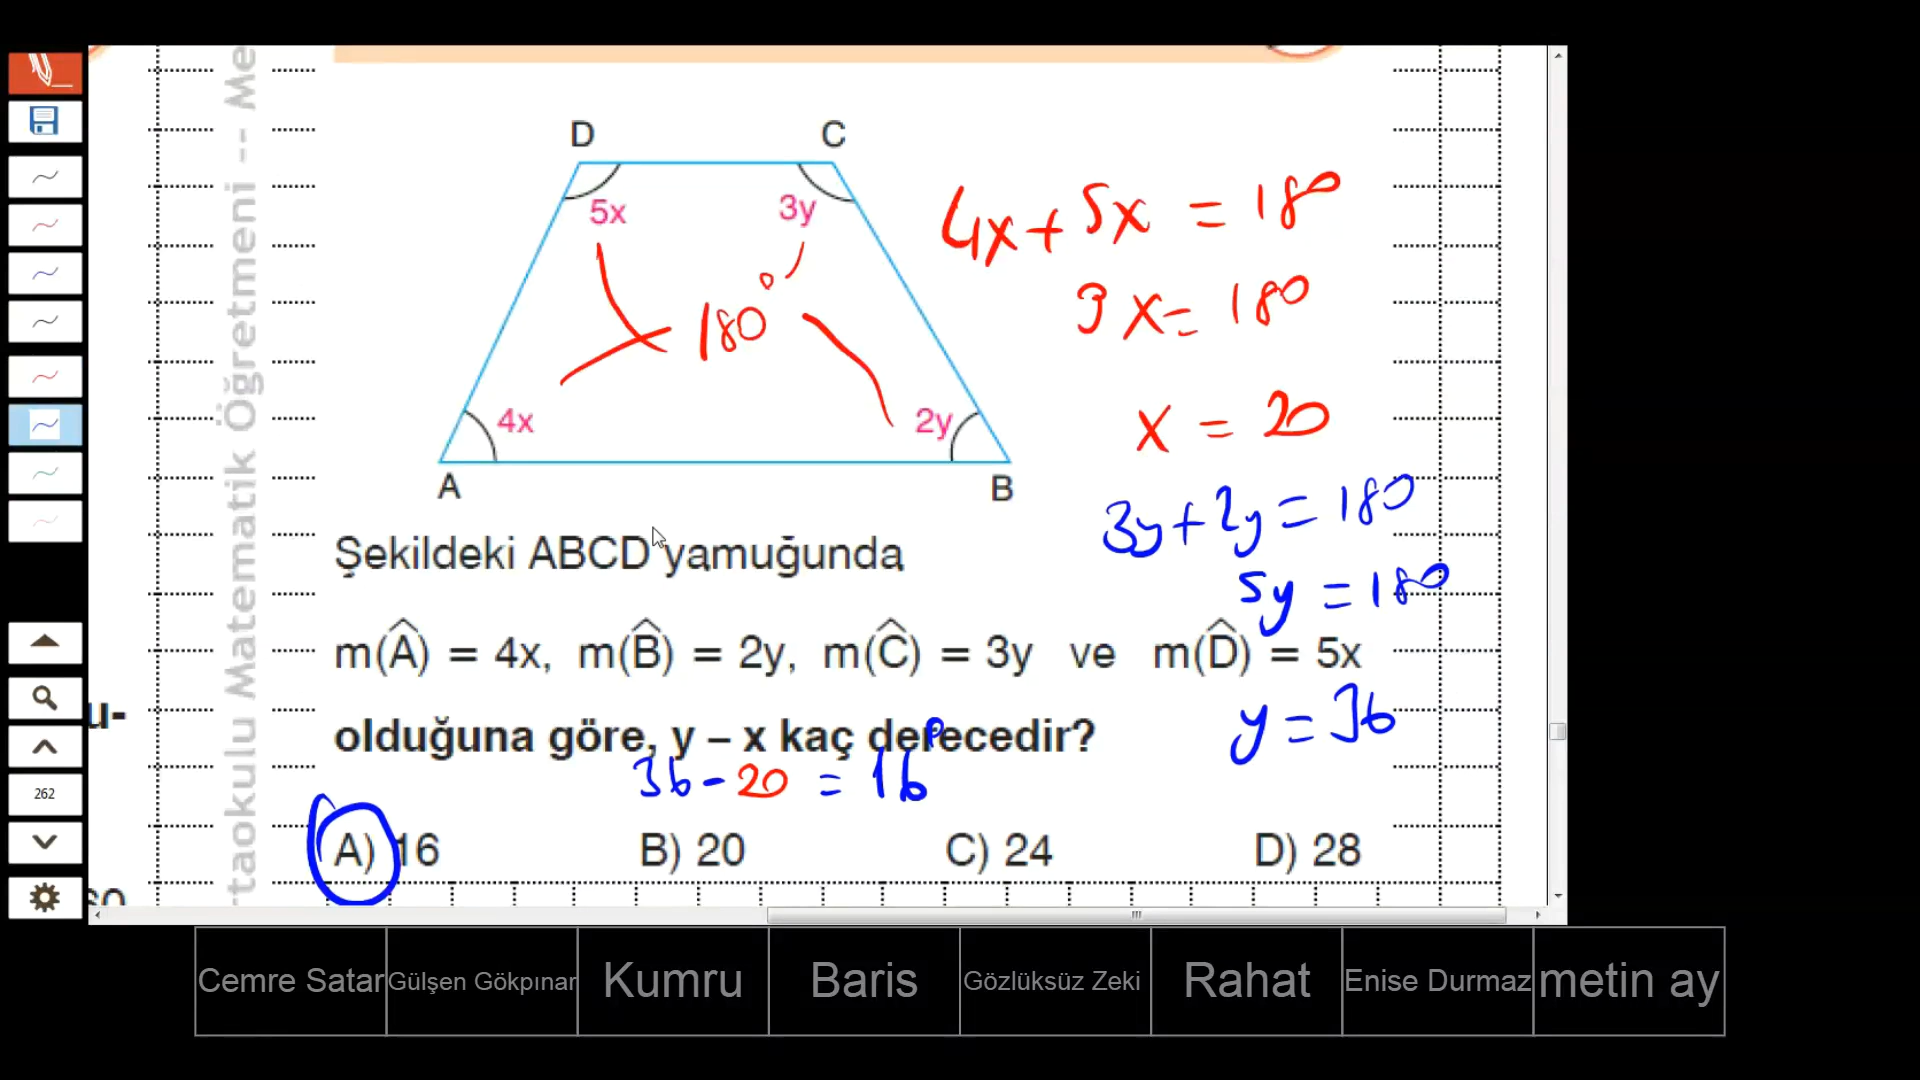 taokulu Matematik Öğretmeni -- Me
D
C
5x
3y
180°
4x
2y
A
B
4x+5x = 180
9x = 180
x = 20
3y+2y = 180
5y = 180
y = 36
Şekildeki ABCD yamuğunda
m(Â) = 4x, m(B̂) = 2y, m(Ĉ) = 3y ve m(D̂) = 5x
olduğuna göre, y – x kaç derecedir?
36 - 20 = 16°
A) 16 B) 20 C) 24 D) 28
u-
262
Cemre Satar Gülşen Gökpınar Kumru Baris Gözlüksüz Zeki Rahat Enise Durmaz metin ay